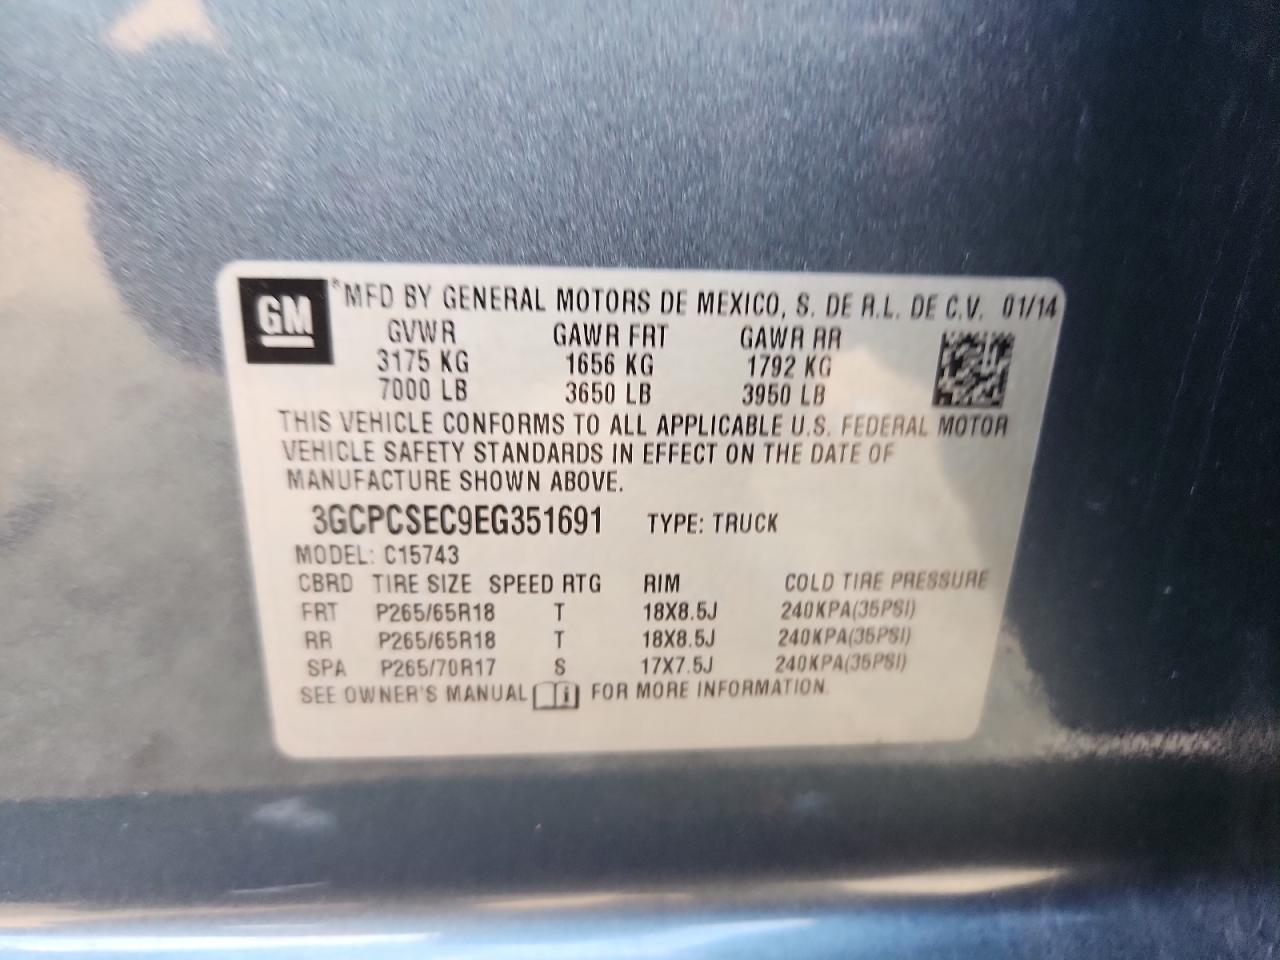 GM
® MFD BY GENERAL MOTORS DE MEXICO, S. DE R.L. DE C.V. 01/14
GVWR GAWR FRT GAWR RR
3175 KG 1656 KG 1792 KG
7000 LB 3650 LB 3950 LB
THIS VEHICLE CONFORMS TO ALL APPLICABLE U.S. FEDERAL MOTOR
VEHICLE SAFETY STANDARDS IN EFFECT ON THE DATE OF
MANUFACTURE SHOWN ABOVE.
3GCPCSEC9EG351691 TYPE: TRUCK
MODEL: C15743
CBRD TIRE SIZE SPEED RTG RIM COLD TIRE PRESSURE
FRT P265/65R18 T 18X8.5J 240KPA(35PSI)
RR P265/65R18 T 18X8.5J 240KPA(35PSI)
SPA P265/70R17 S 17X7.5J 240KPA(35PSI)
SEE OWNER'S MANUAL i FOR MORE INFORMATION.